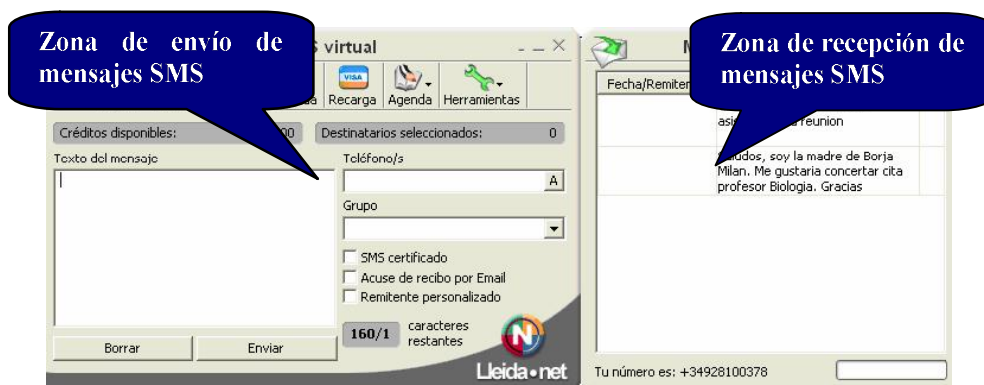 Zona de envío de
mensajes SMS
virtual
Recarga Agenda Herramientas
Créditos disponibles:
Destinatarios seleccionados: 0
Texto del mensaje
Teléfono/s
A
Grupo
SMS certificado
Acuse de recibo por Email
Remitente personalizado
160/1 caracteres
restantes
Borrar Enviar
N
Lleida•net
Zona de recepción de
mensajes SMS
VISA
reunion
soy la madre de Borja
Milan. Me gustaria concertar cita
profesor Biologia. Gracias
Tu número es: +34928100378